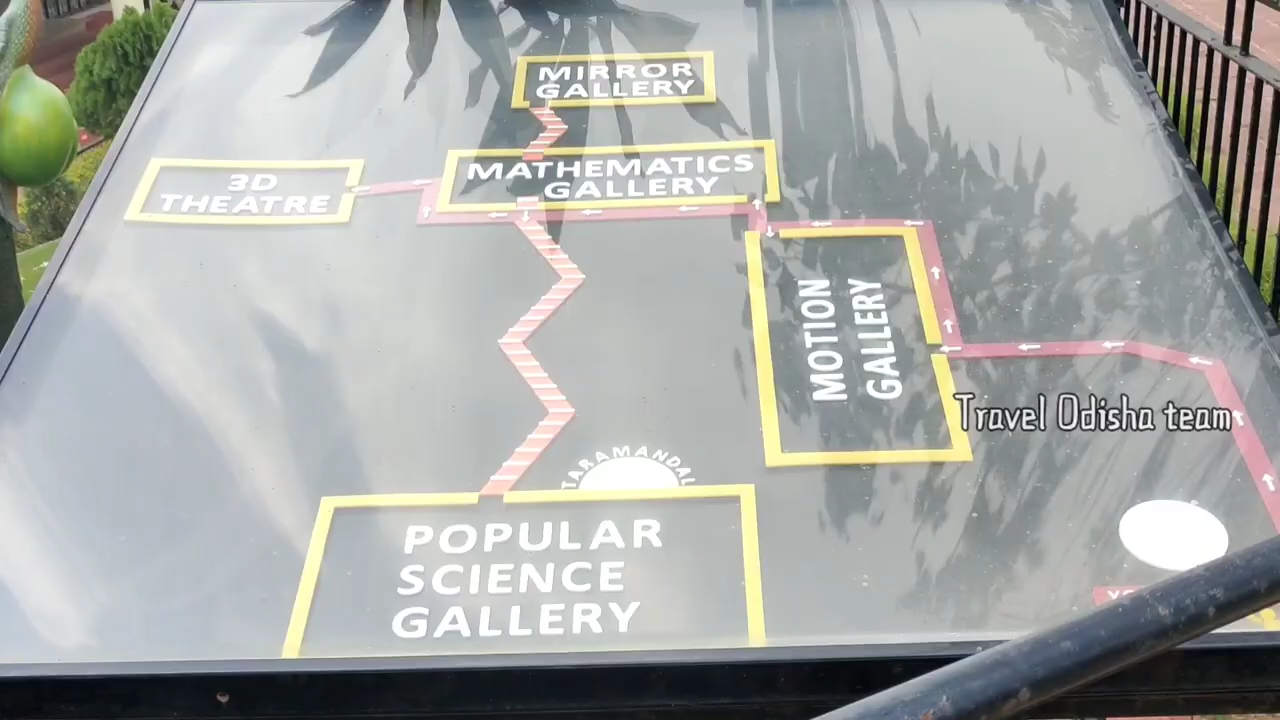 MIRROR
GALLERY
MATHEMATICS
GALLERY
3D
THEATRE
MOTION
GALLERY
Travel Odisha team
TARAMANDAL
POPULAR
SCIENCE
GALLERY